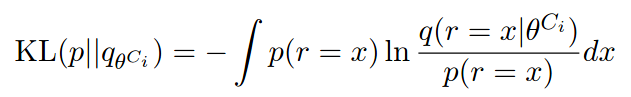 KL(p||q_{θ^{C_i}}) = − ∫ p(r = x) ln \frac{q(r = x|θ^{C_i})}{p(r = x)} dx